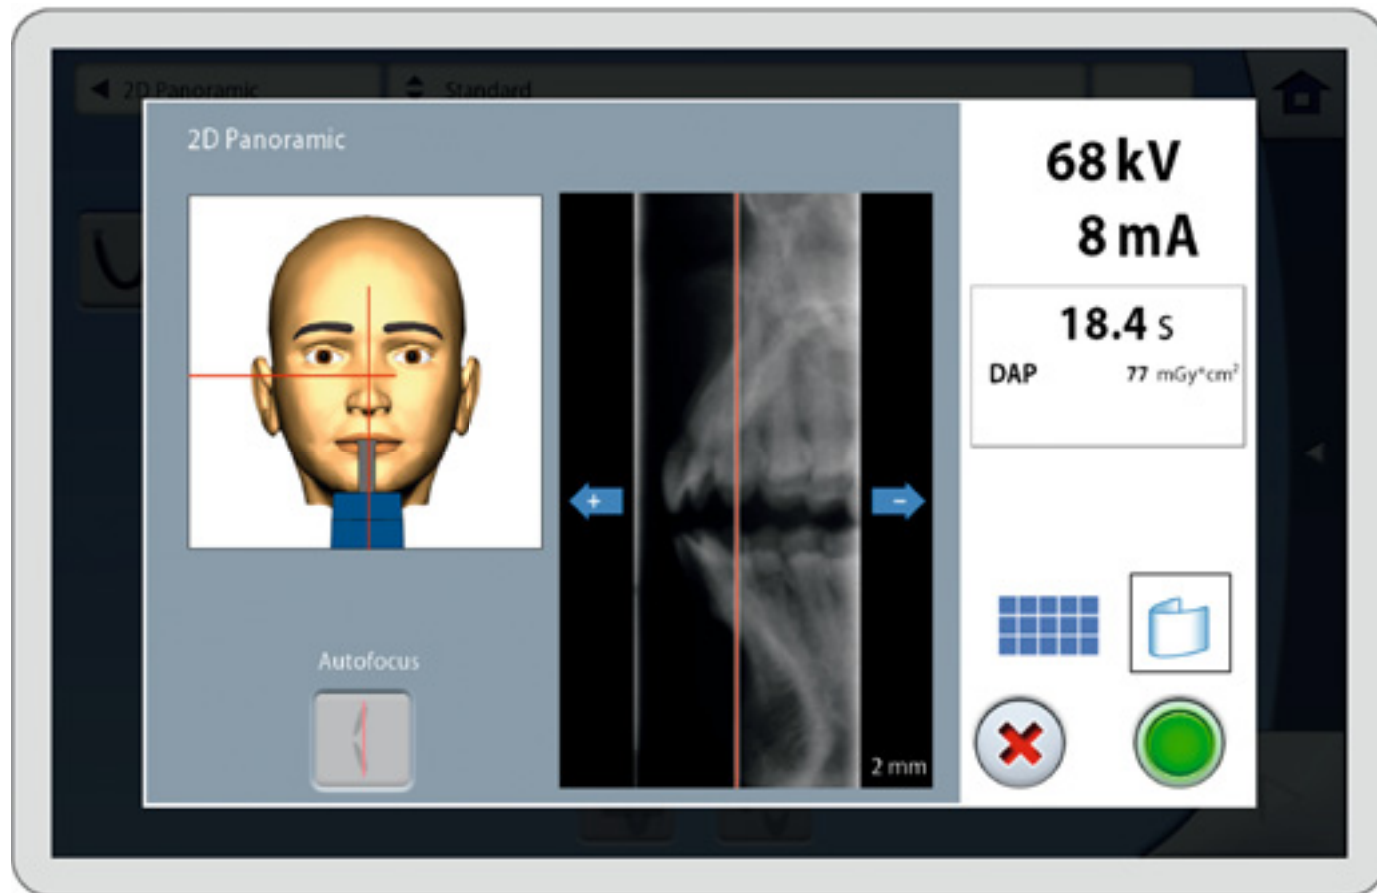 2D Panoramic
Standard
2D Panoramic
68 kV
8 mA
18.4 s
DAP 77 mGy*cm²
+
−
Autofocus
2 mm